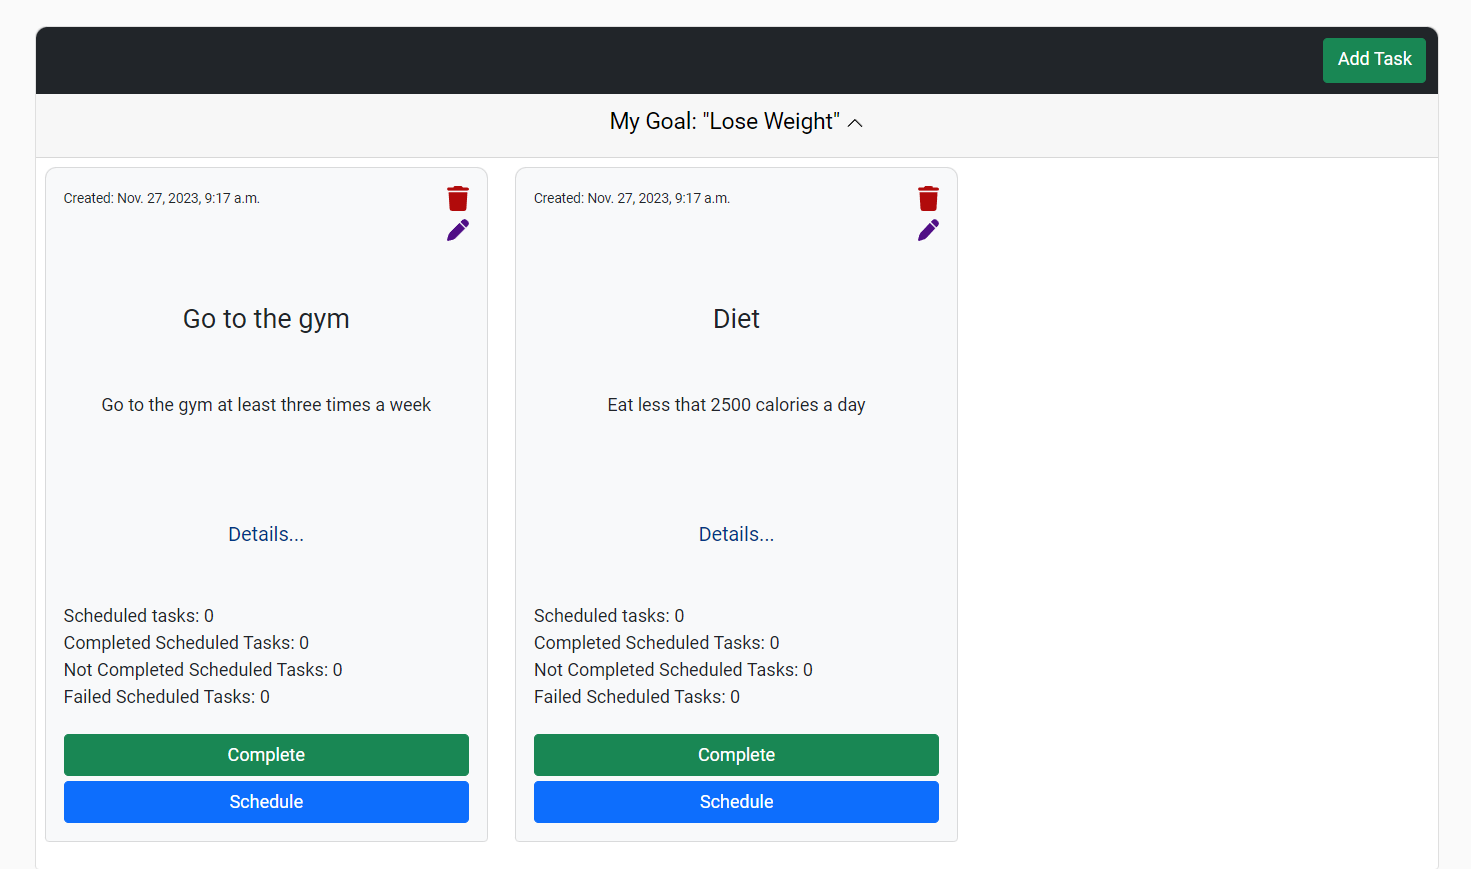 Add Task
My Goal: "Lose Weight"
Created: Nov. 27, 2023, 9:17 a.m.
Go to the gym
Go to the gym at least three times a week
Details...
Scheduled tasks: 0
Completed Scheduled Tasks: 0
Not Completed Scheduled Tasks: 0
Failed Scheduled Tasks: 0
Complete
Schedule
Created: Nov. 27, 2023, 9:17 a.m.
Diet
Eat less that 2500 calories a day
Details...
Scheduled tasks: 0
Completed Scheduled Tasks: 0
Not Completed Scheduled Tasks: 0
Failed Scheduled Tasks: 0
Complete
Schedule